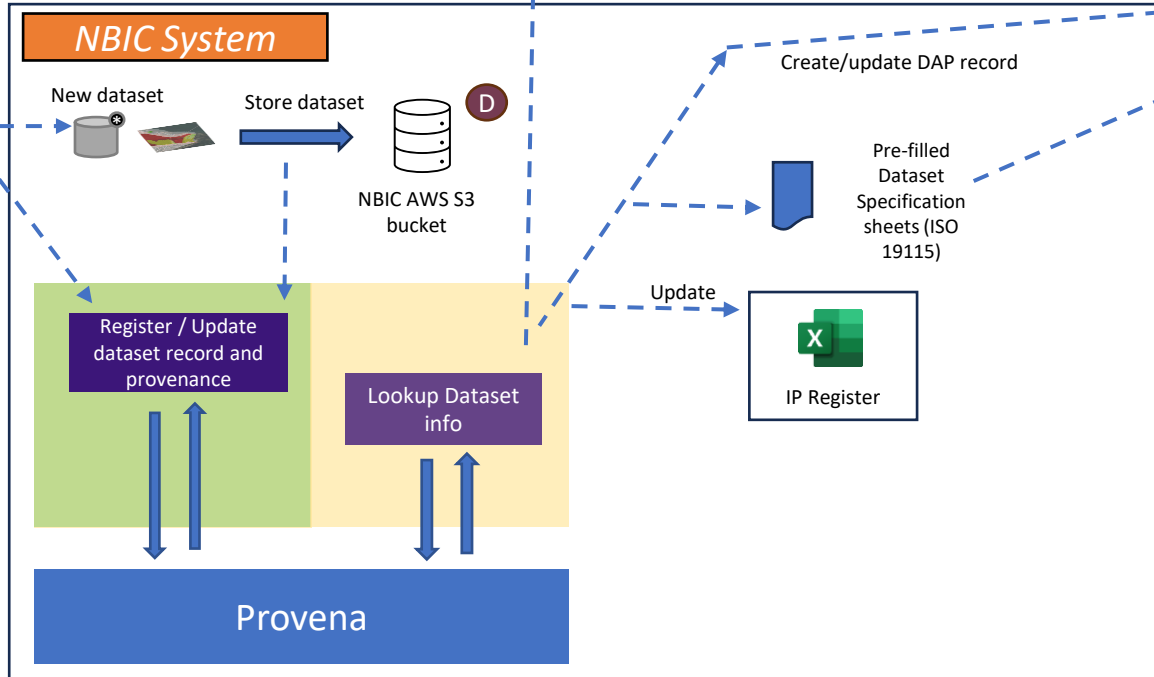 NBIC System
New dataset
Store dataset
D
NBIC AWS S3
bucket
Create/update DAP record
Pre-filled
Dataset
Specification
sheets (ISO
19115)
Register / Update
dataset record and
provenance
Lookup Dataset
info
Update
X
IP Register
Provena